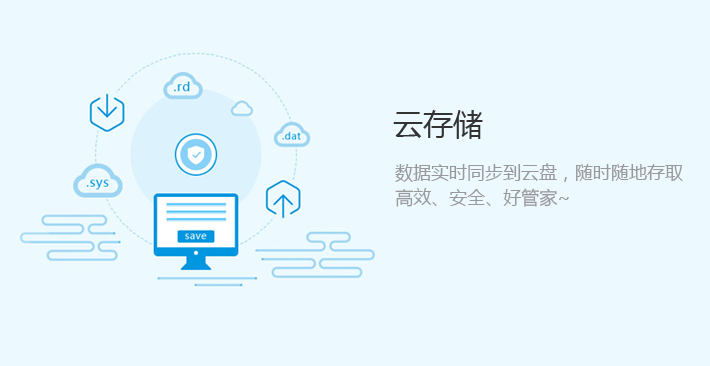 .rd
.dat
.sys
save
云存储
数据实时同步到云盘，随时随地存取
高效、安全、好管家~